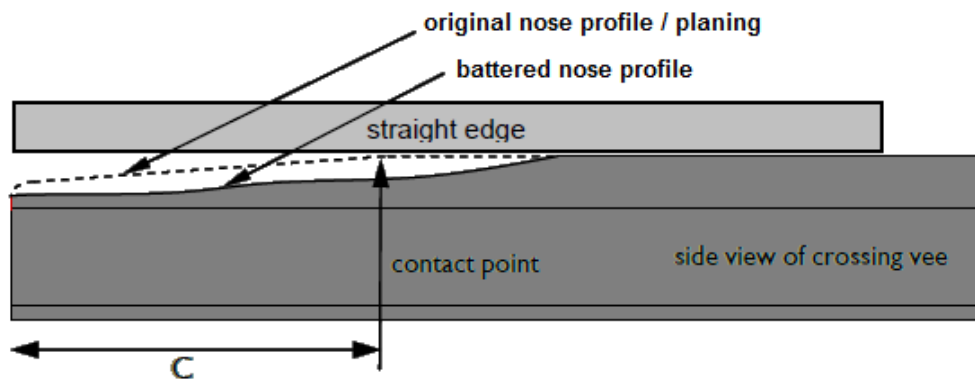 original nose profile / planing
battered nose profile
straight edge
contact point
side view of crossing vee
C